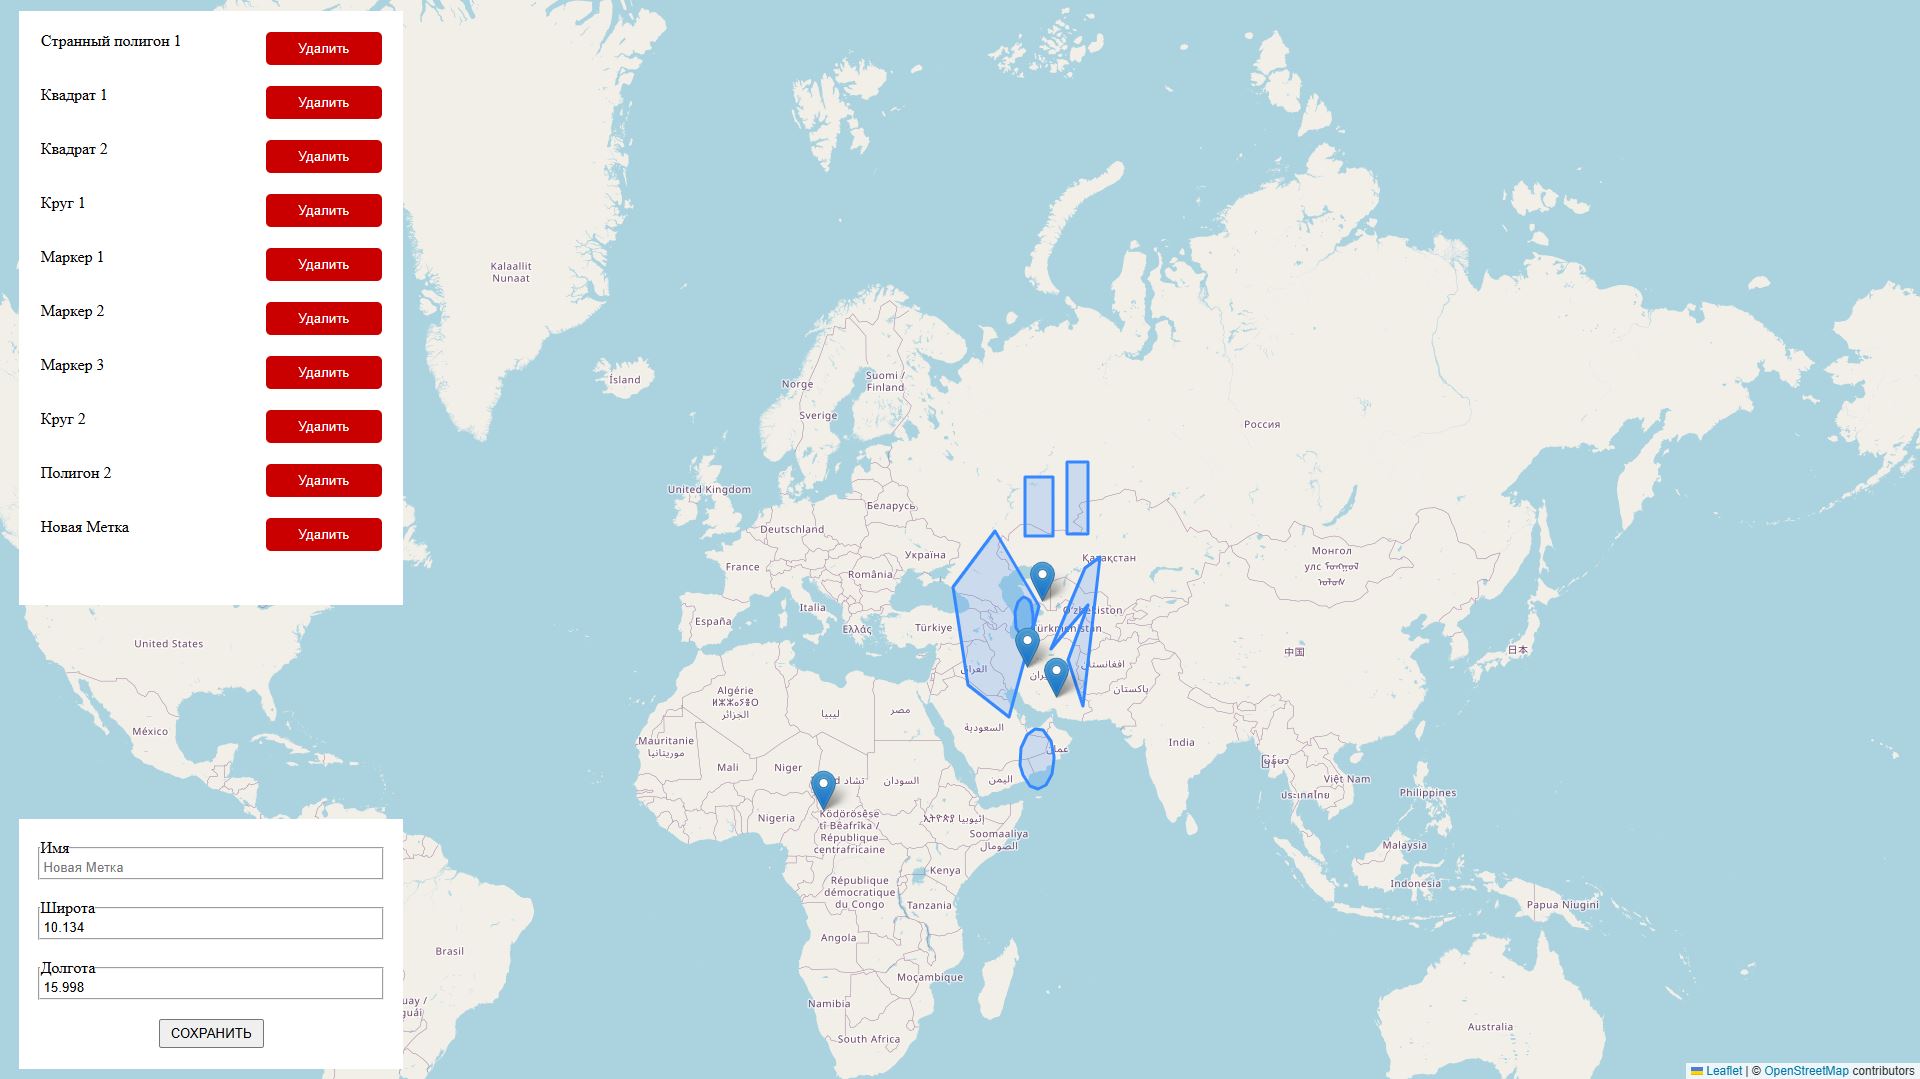 Странный полигон 1
Удалить
Квадрат 1
Удалить
Квадрат 2
Удалить
Круг 1
Удалить
Маркер 1
Удалить
Маркер 2
Удалить
Маркер 3
Удалить
Круг 2
Удалить
Полигон 2
Удалить
Новая Метка
Удалить
Имя
Новая Метка
Широта
10.134
Долгота
15.998
СОХРАНИТЬ
Kalaallit
Nunaat
Ísland
Norge
Suomi /
Finland
Sverige
Россия
United Kingdom
Беларусь
Deutschland
Україна
Қазақстан
Монгол
улс
France
România
Italia
O'zbekiston
España
Ελλάς
Türkiye
Türkmenistan
United States
中国
日本
العراق
افغانستان
Algérie
ⵍⵣⵣⴰⵢⴻⵔ
الجزائر
پاکستان
ليبيا
مصر
السعودية
México
India
Mauritanie
موريتانيا
عمان
Mali
Niger
تشاد
السودان
اليمن
မြန်မာ
Việt Nam
ประเทศไทย
Philippines
Nigeria
Ködörösêse
tî Bêafrîka /
République
centrafricaine
ኢትዮጵያ إثيوبيا
Soomaaliya
الصومال
Malaysia
Kenya
République
démocratique
du Congo
Indonesia
Tanzania
Papua Niugini
Angola
Brasil
Moçambique
Namibia
uay /
guái
Australia
South Africa
Leaflet | © OpenStreetMap contributors